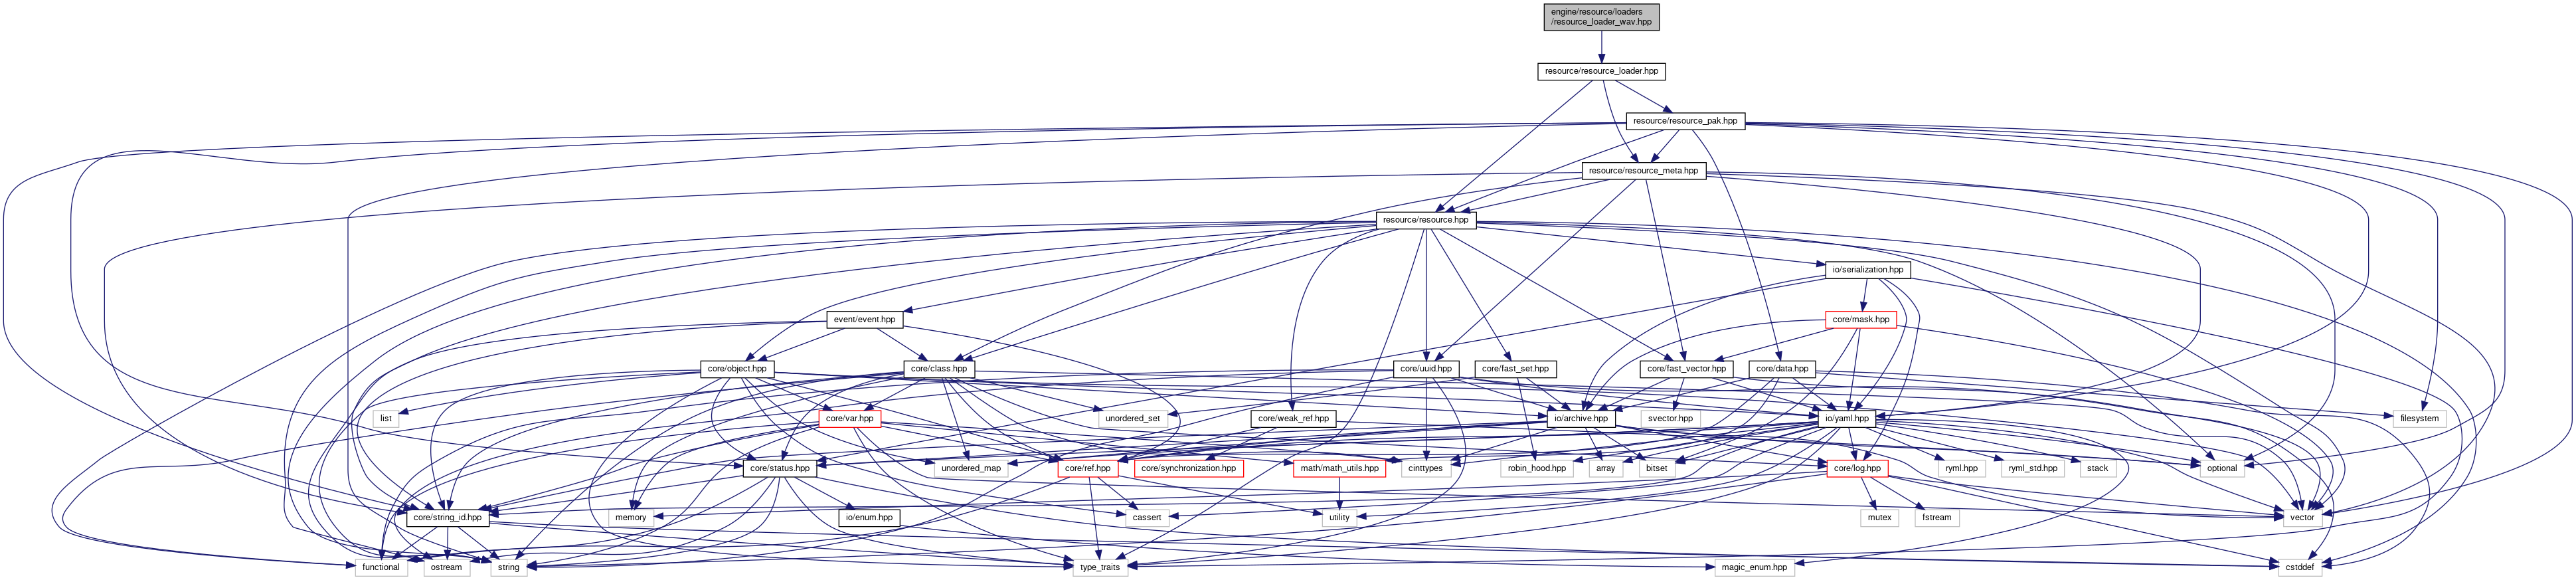 engine/resource/loaders
/resource_loader_wav.hpp
resource/resource_loader.hpp
resource/resource_pak.hpp
resource/resource_meta.hpp
resource/resource.hpp
io/serialization.hpp
event/event.hpp
core/mask.hpp
core/object.hpp
core/class.hpp
core/uuid.hpp
core/fast_set.hpp
core/fast_vector.hpp
core/data.hpp
list
core/var.hpp
unordered_set
core/weak_ref.hpp
io/archive.hpp
svector.hpp
io/yaml.hpp
filesystem
core/status.hpp
unordered_map
core/ref.hpp
core/synchronization.hpp
math/math_utils.hpp
cinttypes
robin_hood.hpp
array
bitset
core/log.hpp
ryml.hpp
ryml_std.hpp
stack
optional
core/string_id.hpp
memory
io/enum.hpp
cassert
utility
mutex
fstream
vector
functional
ostream
string
type_traits
magic_enum.hpp
cstddef